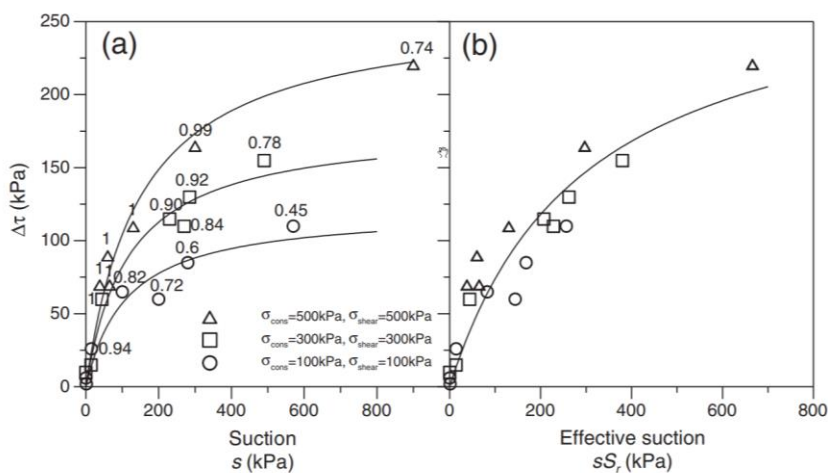 (a)
(b)
250
200
150
100
50
0
Δτ (kPa)
0.74
0.99
0.78
0.92
0.90
0.84
0.45
0.6
0.82
0.72
0.94
1
1
1
1
1
σcons=500kPa, σshear=500kPa
σcons=300kPa, σshear=300kPa
σcons=100kPa, σshear=100kPa
0 200 400 600 800 0 200 400 600 800
Suction
s (kPa)
Effective suction
sSr (kPa)